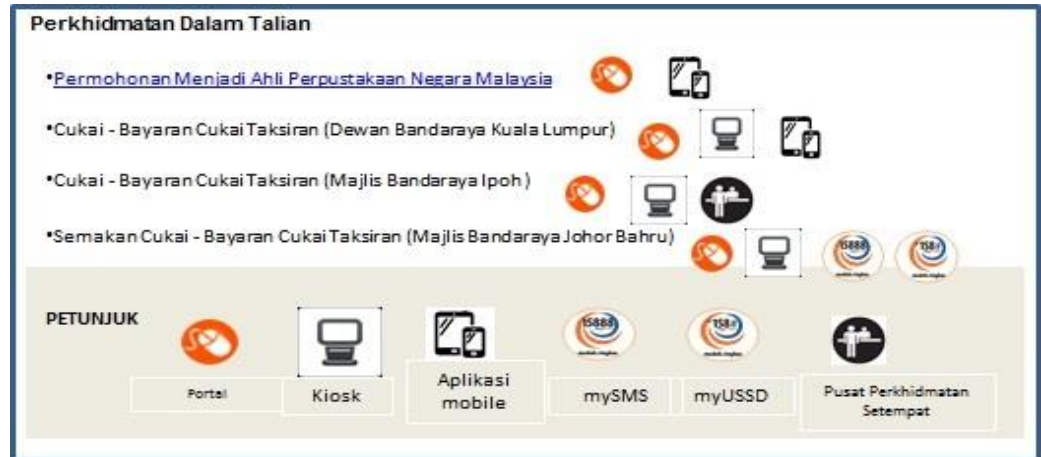 Perkhidmatan Dalam Talian
•Permohonan Menjadi Ahli Perpustakaan Negara Malaysia
•Cukai - Bayaran Cukai Taksiran (Dewan Bandaraya Kuala Lumpur)
•Cukai - Bayaran Cukai Taksiran (Majlis Bandaraya Ipoh)
•Semakan Cukai - Bayaran Cukai Taksiran (Majlis Bandaraya Johor Bahru)
15888
PETUNJUK
15888
Portal
Kiosk
Aplikasi
mobile
mySMS
myUSSD
Pusat Perkhidmatan
Setempat